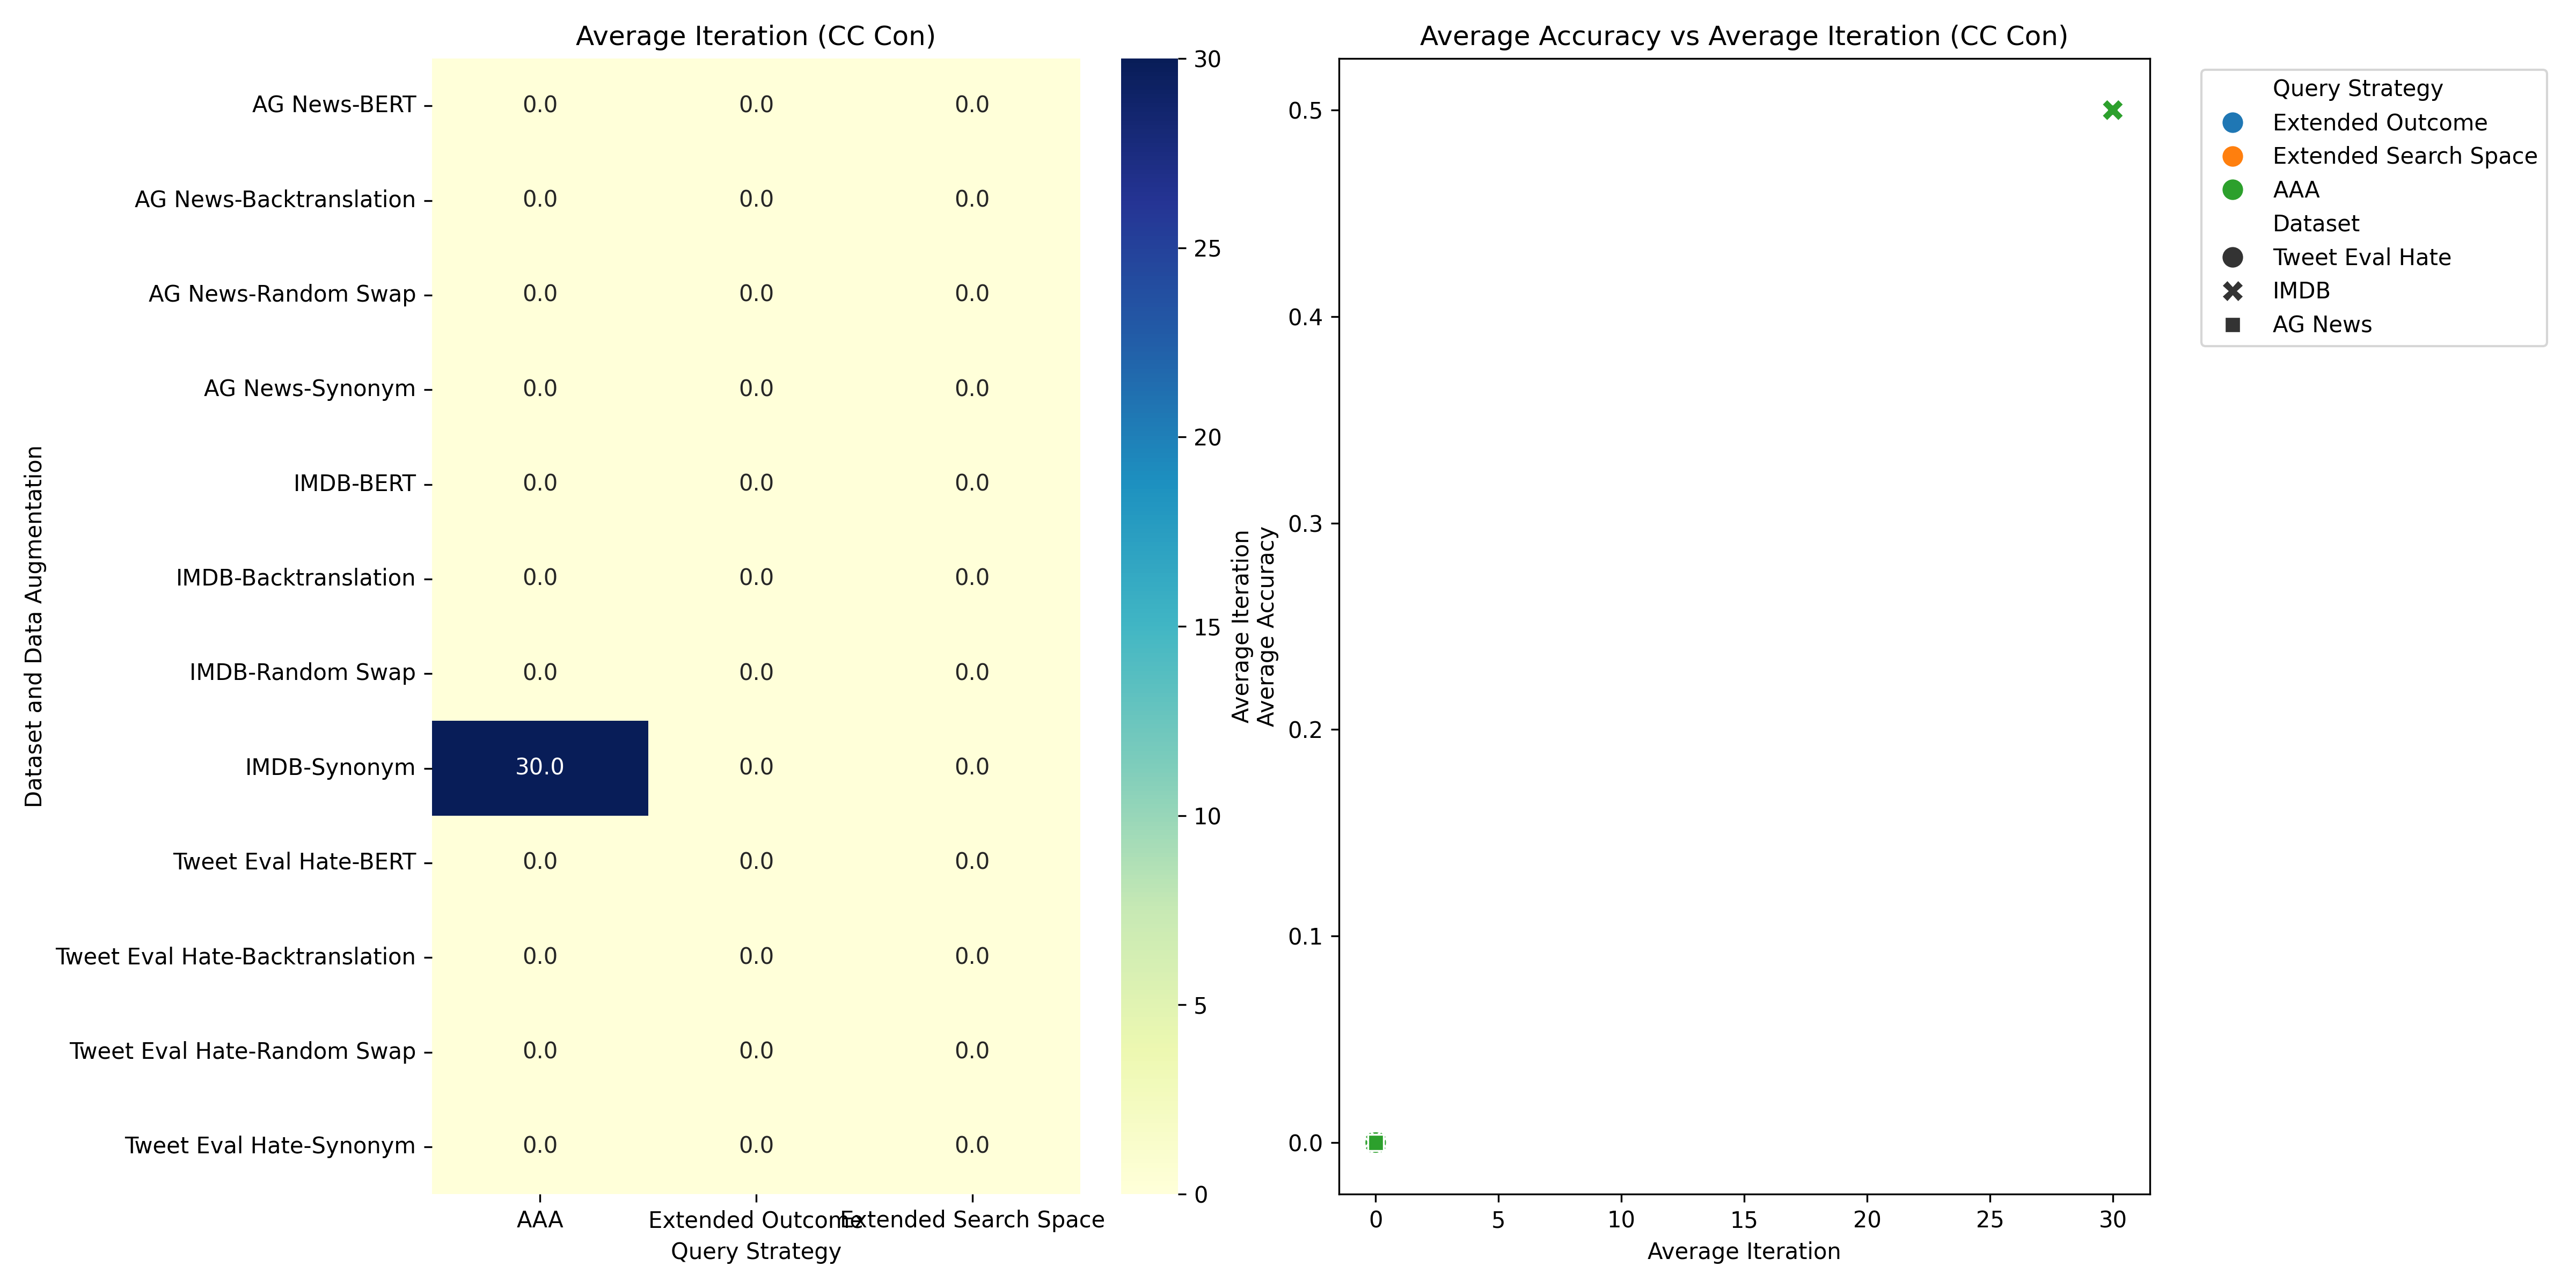 Average Iteration (CC Con)
Dataset and Data Augmentation
AG News-BERT 0.0 0.0 0.0
AG News-Backtranslation 0.0 0.0 0.0
AG News-Random Swap 0.0 0.0 0.0
AG News-Synonym 0.0 0.0 0.0
IMDB-BERT 0.0 0.0 0.0
IMDB-Backtranslation 0.0 0.0 0.0
IMDB-Random Swap 0.0 0.0 0.0
IMDB-Synonym 30.0 0.0 0.0
Tweet Eval Hate-BERT 0.0 0.0 0.0
Tweet Eval Hate-Backtranslation 0.0 0.0 0.0
Tweet Eval Hate-Random Swap 0.0 0.0 0.0
Tweet Eval Hate-Synonym 0.0 0.0 0.0
AAA Extended Outcome Extended Search Space
Query Strategy
30
25
20
15
10
5
0
Average Iteration
Average Accuracy vs Average Iteration (CC Con)
Average Accuracy
0.5
0.4
0.3
0.2
0.1
0.0
0 5 10 15 20 25 30
Average Iteration
Query Strategy
Extended Outcome
Extended Search Space
AAA
Dataset
Tweet Eval Hate
IMDB
AG News